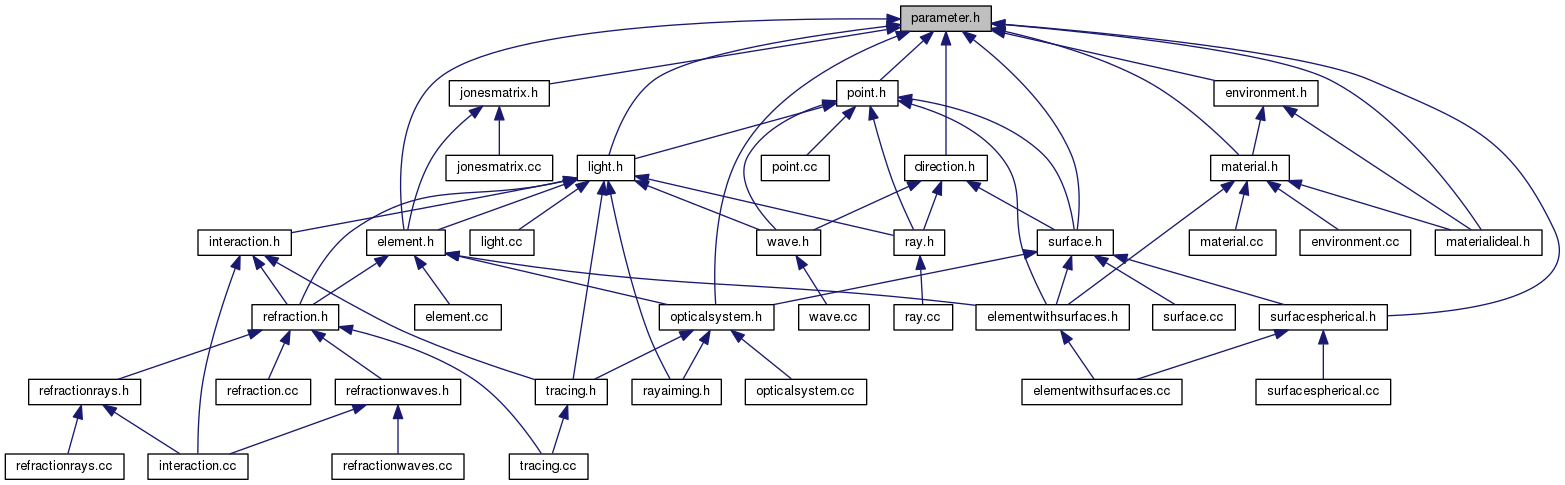 parameter.h
jonesmatrix.h
point.h
environment.h
jonesmatrix.cc
light.h
point.cc
direction.h
material.h
interaction.h
element.h
light.cc
wave.h
ray.h
surface.h
material.cc
environment.cc
materialideal.h
refraction.h
element.cc
opticalsystem.h
wave.cc
ray.cc
elementwithsurfaces.h
surface.cc
surfacespherical.h
refractionrays.h
refraction.cc
refractionwaves.h
tracing.h
rayaiming.h
opticalsystem.cc
elementwithsurfaces.cc
surfacespherical.cc
refractionrays.cc
interaction.cc
refractionwaves.cc
tracing.cc